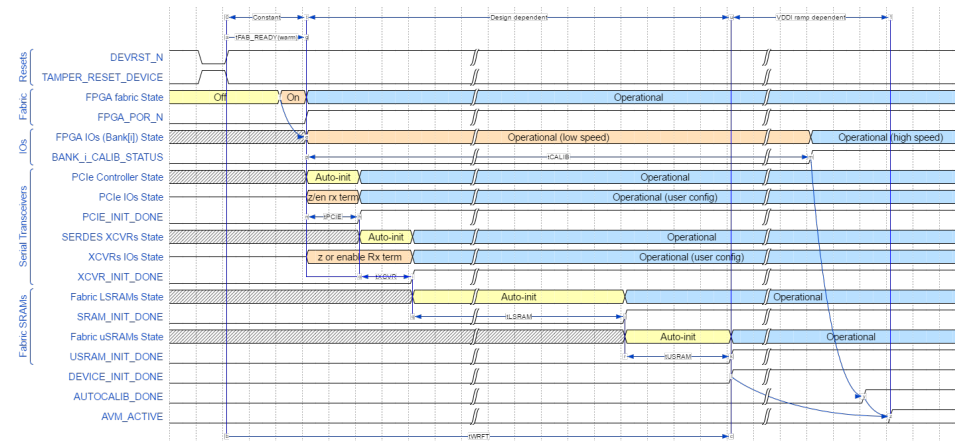 Constant
Design dependent
VDDI ramp dependent
tFAB_READY(warm)
Resets
DEVRST_N
TAMPER_RESET_DEVICE
Fabric
FPGA fabric State
Off
On
Operational
FPGA_POR_N
IOs
FPGA IOs (Bank[i]) State
Operational (low speed)
Operational (high speed)
BANK_i_CALIB_STATUS
tCALIB
Serial Transceivers
PCIe Controller State
Auto-init
Operational
PCIe IOs State
z/en rx term
Operational (user config)
PCIE_INIT_DONE
tPCIE
SERDES XCVRs State
Auto-init
Operational
XCVRs IOs State
z or enable Rx term
Operational (user config)
XCVR_INIT_DONE
tXCVR
Fabric SRAMs
Fabric LSRAMs State
Auto-init
Operational
SRAM_INIT_DONE
tLSRAM
Fabric uSRAMs State
Auto-init
Operational
USRAM_INIT_DONE
tUSRAM
DEVICE_INIT_DONE
AUTOCALIB_DONE
AVM_ACTIVE
tWRFT